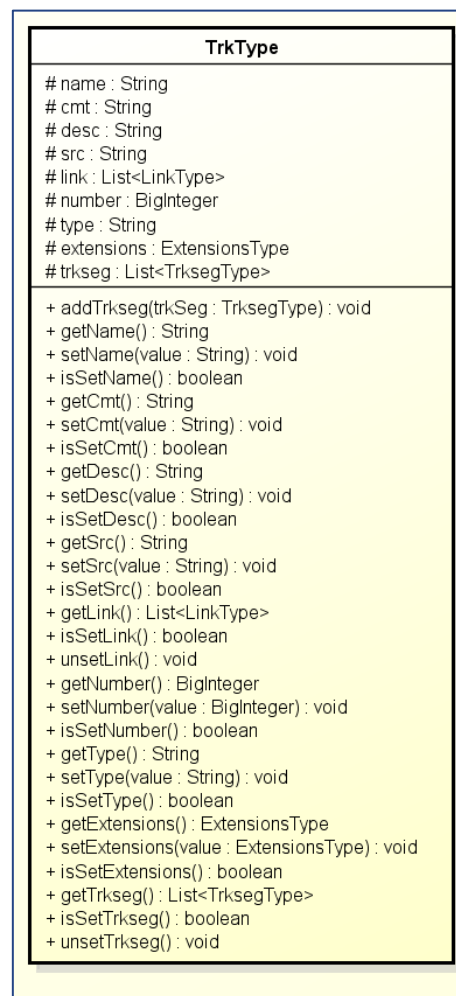 TrkType
# name : String
# cmt : String
# desc : String
# src : String
# link : List<LinkType>
# number : BigInteger
# type : String
# extensions : ExtensionsType
# trkseg : List<TrksegType>
+ addTrkseg(trkSeg : TrksegType) : void
+ getName() : String
+ setName(value : String) : void
+ isSetName() : boolean
+ getCmt() : String
+ setCmt(value : String) : void
+ isSetCmt() : boolean
+ getDesc() : String
+ setDesc(value : String) : void
+ isSetDesc() : boolean
+ getSrc() : String
+ setSrc(value : String) : void
+ isSetSrc() : boolean
+ getLink() : List<LinkType>
+ isSetLink() : boolean
+ unsetLink() : void
+ getNumber() : BigInteger
+ setNumber(value : BigInteger) : void
+ isSetNumber() : boolean
+ getType() : String
+ setType(value : String) : void
+ isSetType() : boolean
+ getExtensions() : ExtensionsType
+ setExtensions(value : ExtensionsType) : void
+ isSetExtensions() : boolean
+ getTrkseg() : List<TrksegType>
+ isSetTrkseg() : boolean
+ unsetTrkseg() : void